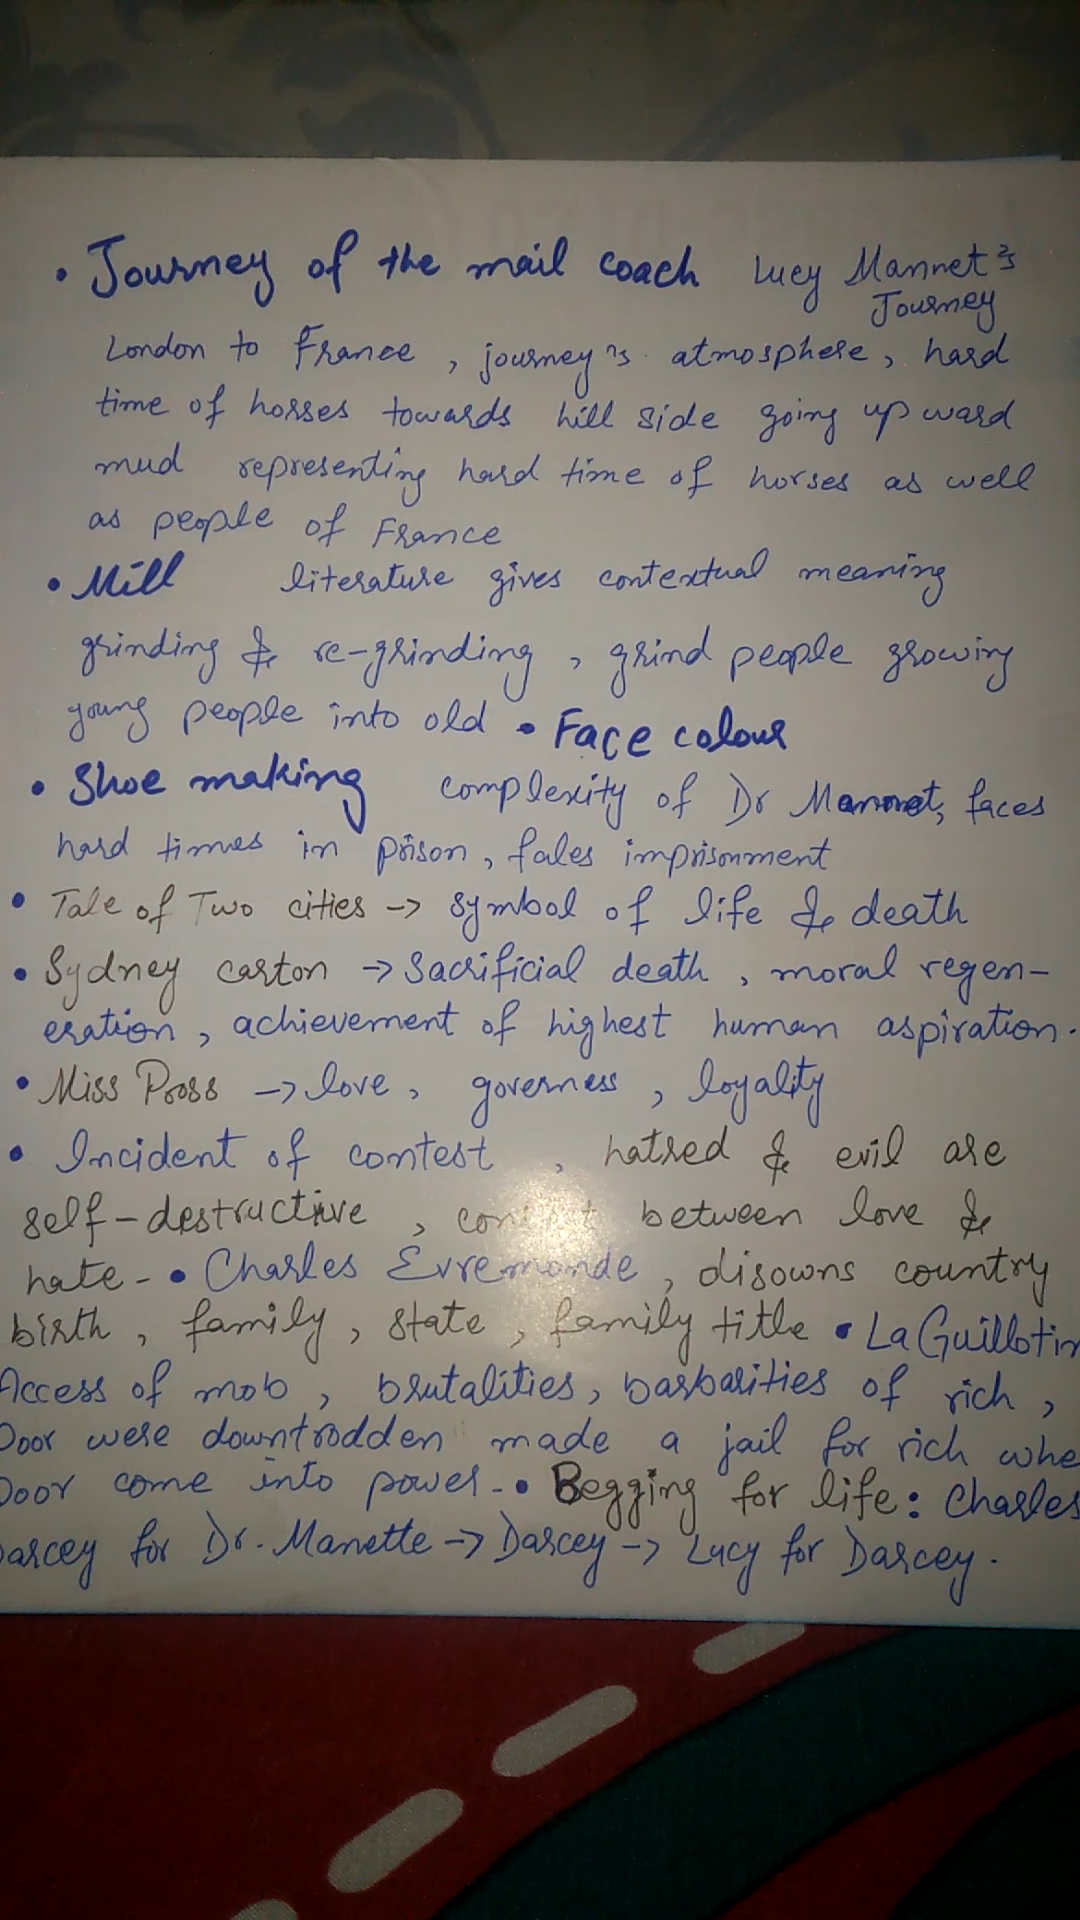 • Journey of the mail coach Lucy Mannet's
Journey
London to France, journey's atmosphere, hard
time of horses towards hill side going upward
mud representing hard time of horses as well
as people of France
• Mill literature gives contextual meaning
grinding & re-grinding, grind people growing
young people into old • Face colour
• Shoe making complexity of Dr Mannet, faces
hard times in prison, fales imprisonment
• Tale of Two cities -> symbol of life & death
• Sydney carton -> Sacrificial death, moral regen-
eration, achievement of highest human aspiration.
• Miss Pross -> love, governess, loyality
• Incident of contest, hatred & evil are
self-destructive, between love &
hate-• Charles Evremonde, disowns country
birth, family, state, family title • La Guillotin
Access of mob, brutalities, barbarities of rich,
Poor were downtrodden made a jail for rich whe
Poor come into power-• Begging for life: Charles
Darcey for Dr. Manette -> Darcey -> Lucy for Darcey.